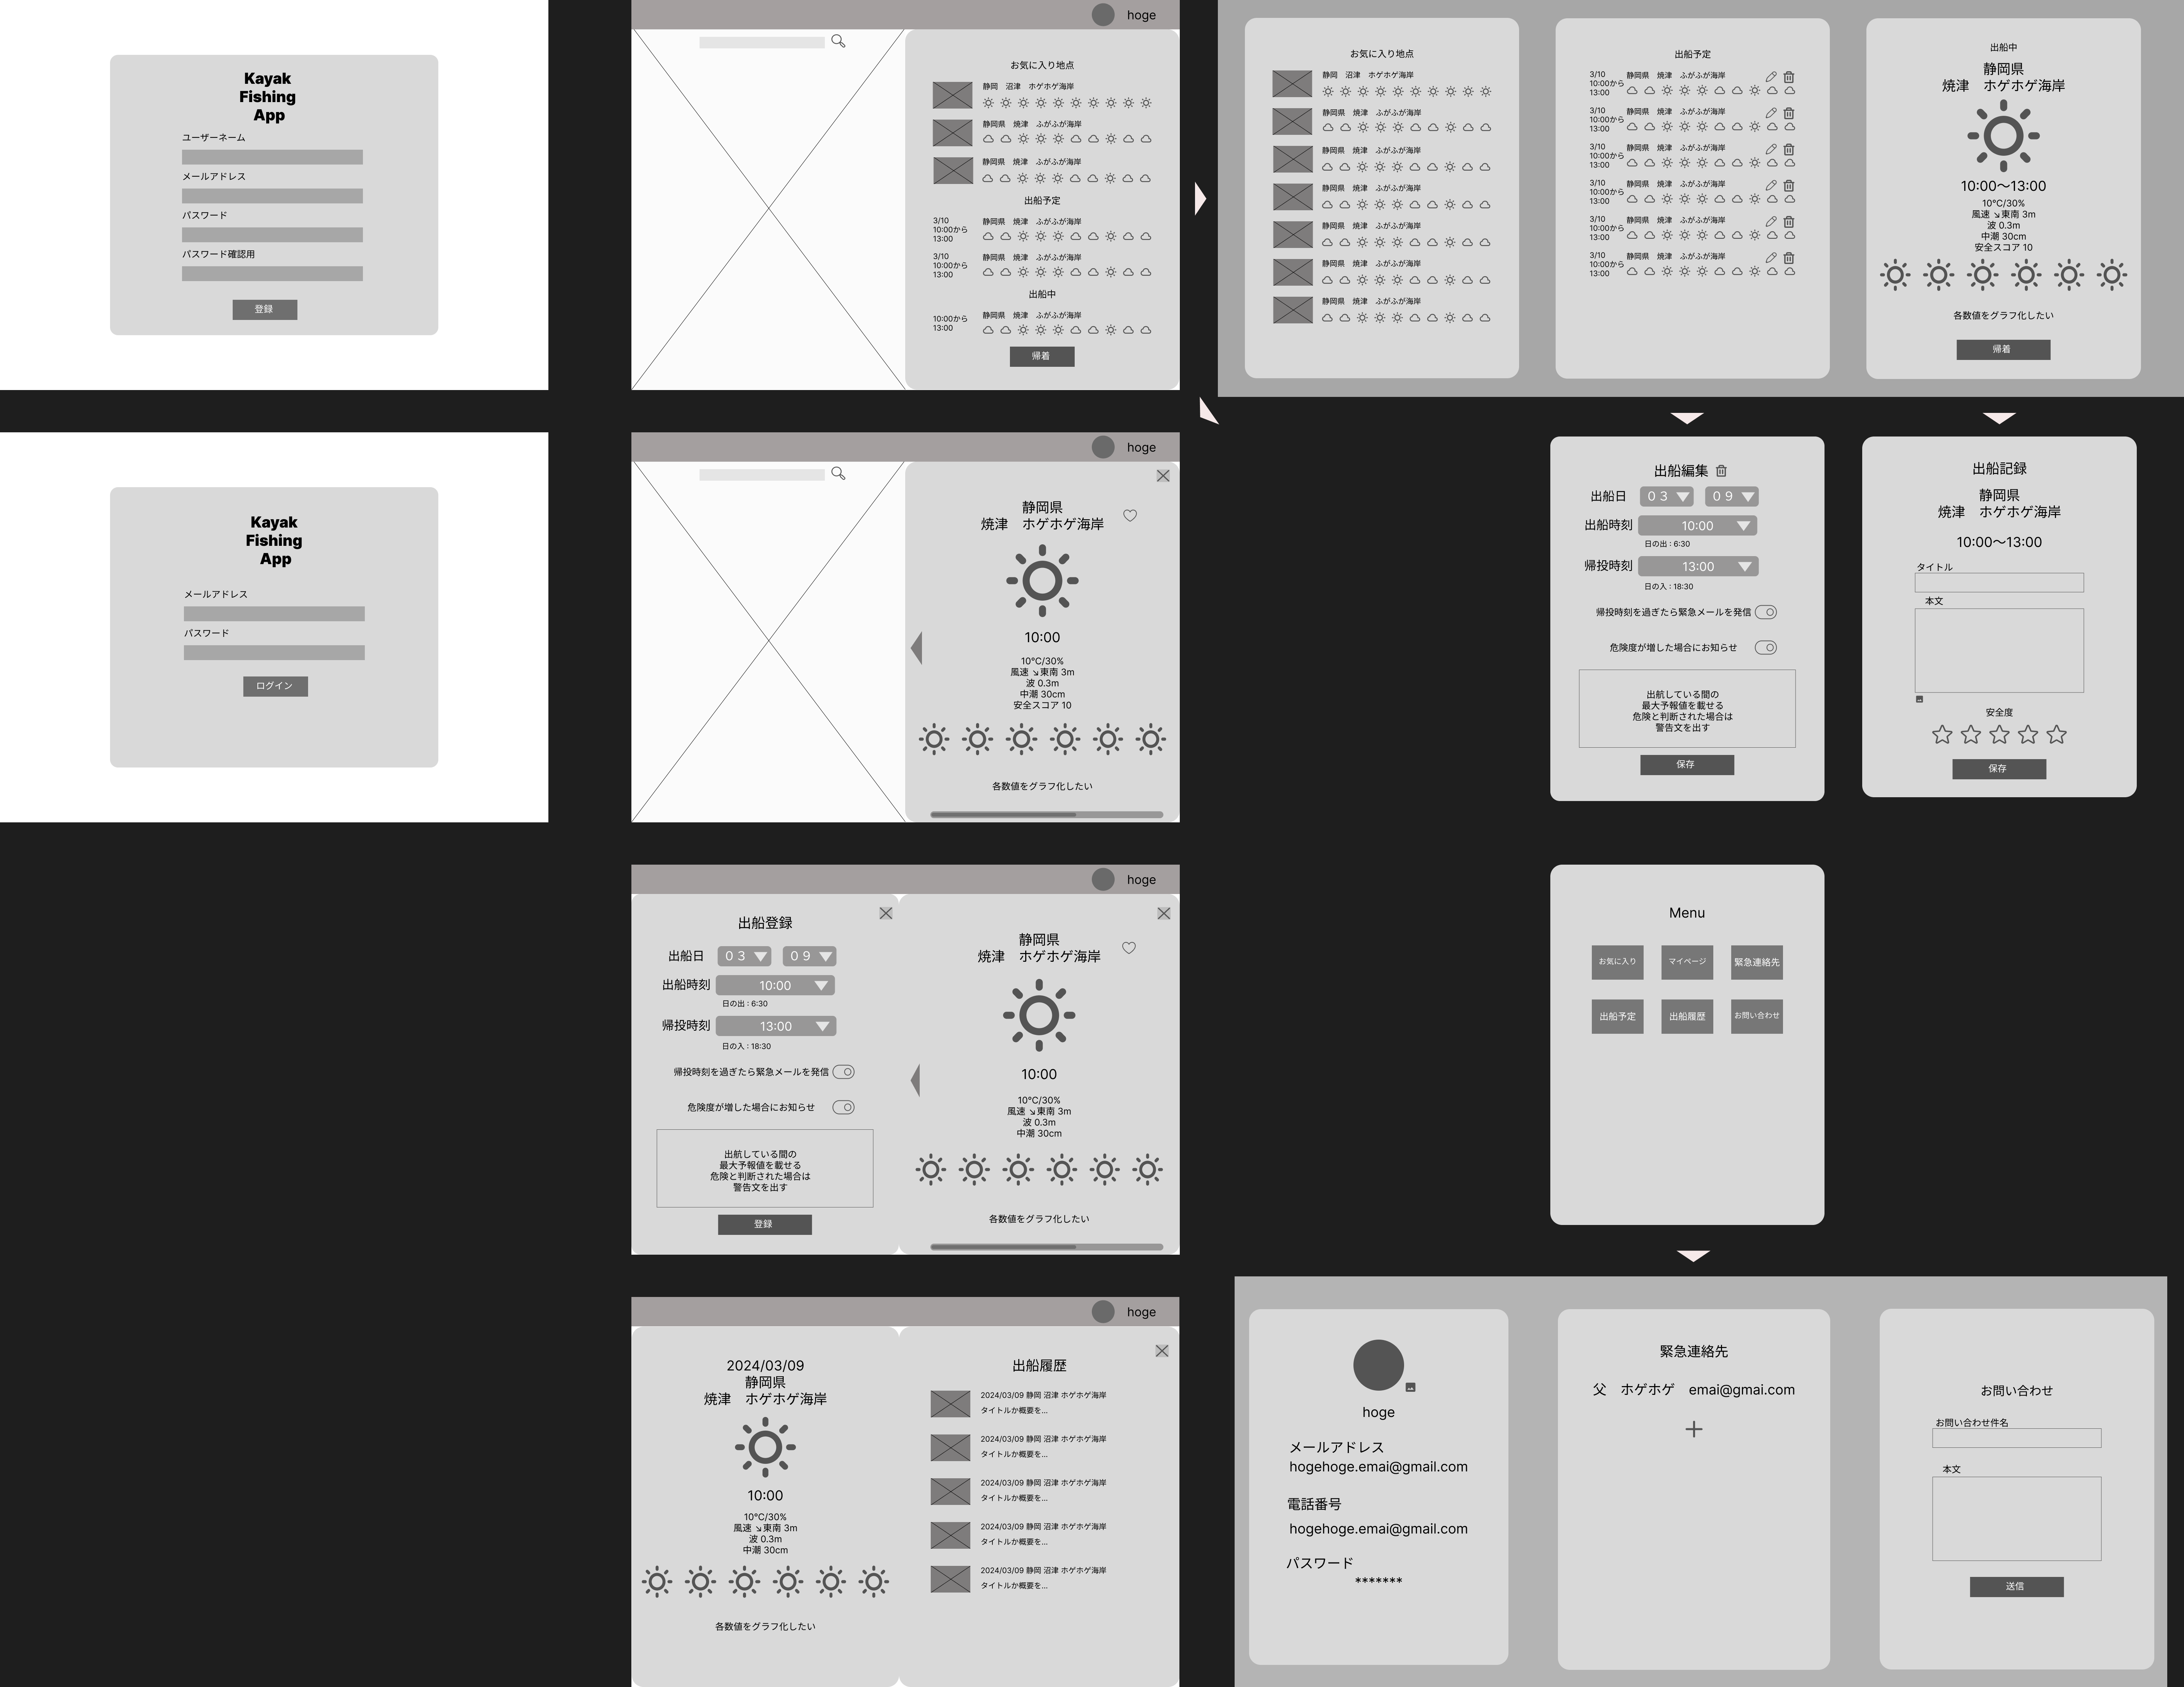 Kayak
Fishing
App
ユーザーネーム
メールアドレス
パスワード
パスワード確認用
登録
hoge
お気に入り地点
静岡　沼津　ホゲホゲ海岸
静岡県　焼津　ふがふが海岸
静岡県　焼津　ふがふが海岸
出船予定
3/10
10:00から
13:00
静岡県　焼津　ふがふが海岸
3/10
10:00から
13:00
静岡県　焼津　ふがふが海岸
出船中
10:00から
13:00
静岡県　焼津　ふがふが海岸
帰着
お気に入り地点
静岡　沼津　ホゲホゲ海岸
静岡県　焼津　ふがふが海岸
静岡県　焼津　ふがふが海岸
静岡県　焼津　ふがふが海岸
静岡県　焼津　ふがふが海岸
静岡県　焼津　ふがふが海岸
静岡県　焼津　ふがふが海岸
出船予定
3/10
10:00から
13:00
静岡県　焼津　ふがふが海岸
3/10
10:00から
13:00
静岡県　焼津　ふがふが海岸
3/10
10:00から
13:00
静岡県　焼津　ふがふが海岸
3/10
10:00から
13:00
静岡県　焼津　ふがふが海岸
3/10
10:00から
13:00
静岡県　焼津　ふがふが海岸
3/10
10:00から
13:00
静岡県　焼津　ふがふが海岸
出船中
静岡県
焼津　ホゲホゲ海岸
10:00〜13:00
10°C/30%
風速 ↘東南 3m
波 0.3m
中潮 30cm
安全スコア 10
各数値をグラフ化したい
帰着
Kayak
Fishing
App
メールアドレス
パスワード
ログイン
hoge
静岡県
焼津　ホゲホゲ海岸
10:00
10°C/30%
風速 ↘東南 3m
波 0.3m
中潮 30cm
安全スコア 10
各数値をグラフ化したい
出船編集
出船日
０３
０９
出船時刻
10:00
日の出：6:30
帰投時刻
13:00
日の入：18:30
帰投時刻を過ぎたら緊急メールを発信
危険度が増した場合にお知らせ
出航している間の
最大予報値を載せる
危険と判断された場合は
警告文を出す
保存
出船記録
静岡県
焼津　ホゲホゲ海岸
10:00〜13:00
タイトル
本文
安全度
保存
hoge
出船登録
出船日
０３
０９
出船時刻
10:00
日の出：6:30
帰投時刻
13:00
日の入：18:30
帰投時刻を過ぎたら緊急メールを発信
危険度が増した場合にお知らせ
出航している間の
最大予報値を載せる
危険と判断された場合は
警告文を出す
登録
静岡県
焼津　ホゲホゲ海岸
10:00
10°C/30%
風速 ↘東南 3m
波 0.3m
中潮 30cm
各数値をグラフ化したい
Menu
お気に入り
マイページ
緊急連絡先
出船予定
出船履歴
お問い合わせ
hoge
2024/03/09
静岡県
焼津　ホゲホゲ海岸
10:00
10°C/30%
風速 ↘東南 3m
波 0.3m
中潮 30cm
各数値をグラフ化したい
出船履歴
2024/03/09 静岡 沼津 ホゲホゲ海岸
タイトルか概要を...
2024/03/09 静岡 沼津 ホゲホゲ海岸
タイトルか概要を...
2024/03/09 静岡 沼津 ホゲホゲ海岸
タイトルか概要を...
2024/03/09 静岡 沼津 ホゲホゲ海岸
タイトルか概要を...
2024/03/09 静岡 沼津 ホゲホゲ海岸
タイトルか概要を...
hoge
メールアドレス
hogehoge.emai@gmail.com
電話番号
hogehoge.emai@gmail.com
パスワード
*******
緊急連絡先
父　ホゲホゲ　emai@gmai.com
お問い合わせ
お問い合わせ件名
本文
送信